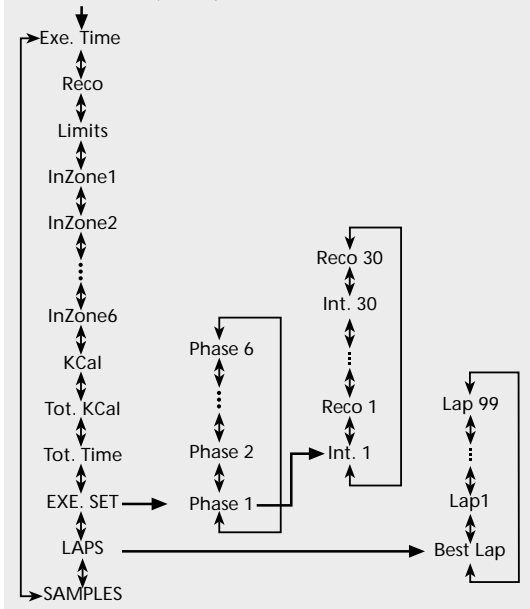 Exe. Time
Reco
Limits
InZone1
InZone2
InZone6
KCal
Tot. KCal
Tot. Time
EXE. SET
LAPS
SAMPLES
Phase 6
Phase 2
Phase 1
Reco 30
Int. 30
Reco 1
Int. 1
Lap 99
Lap1
Best Lap